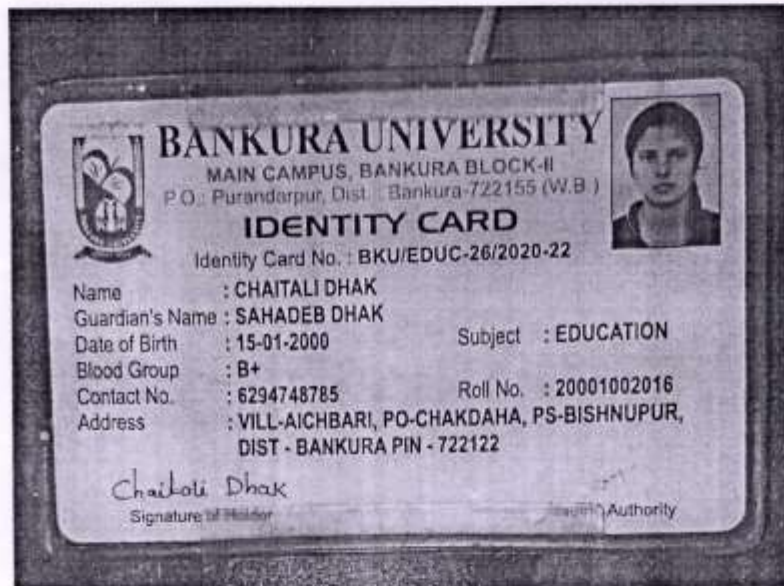 BANKURA UNIVERSITY
MAIN CAMPUS, BANKURA BLOCK-II
P.O.: Purandarpur, Dist. : Bankura-722155 (W.B.)
IDENTITY CARD
Identity Card No. : BKU/EDUC-26/2020-22
Name : CHAITALI DHAK
Guardian's Name : SAHADEB DHAK
Date of Birth : 15-01-2000 Subject : EDUCATION
Blood Group : B+
Contact No. : 6294748785 Roll No. : 20001002016
Address : VILL-AICHBARI, PO-CHAKDAHA, PS-BISHNUPUR,
DIST - BANKURA PIN - 722122
Chaitali Dhak
Signature of Holder Authority